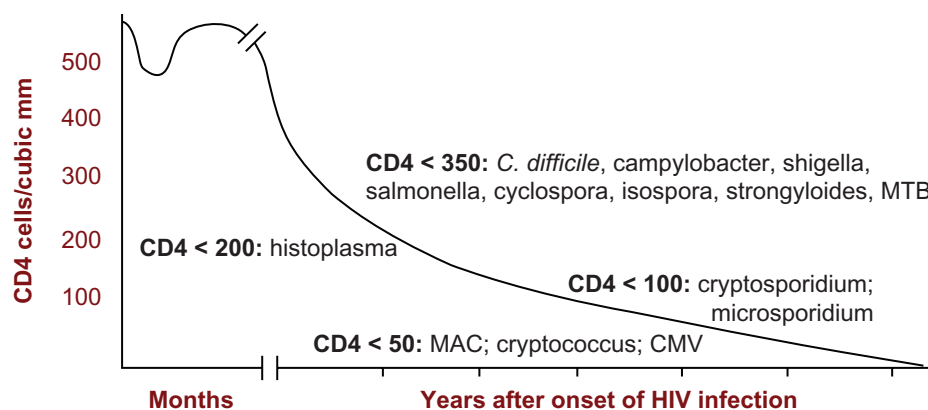 CD4 cells/cubic mm
500
400
300
200
100
CD4 < 350: C. difficile, campylobacter, shigella,
salmonella, cyclospora, isospora, strongyloides, MTB
CD4 < 200: histoplasma
CD4 < 100: cryptosporidium;
microsporidium
CD4 < 50: MAC; cryptococcus; CMV
Months
Years after onset of HIV infection